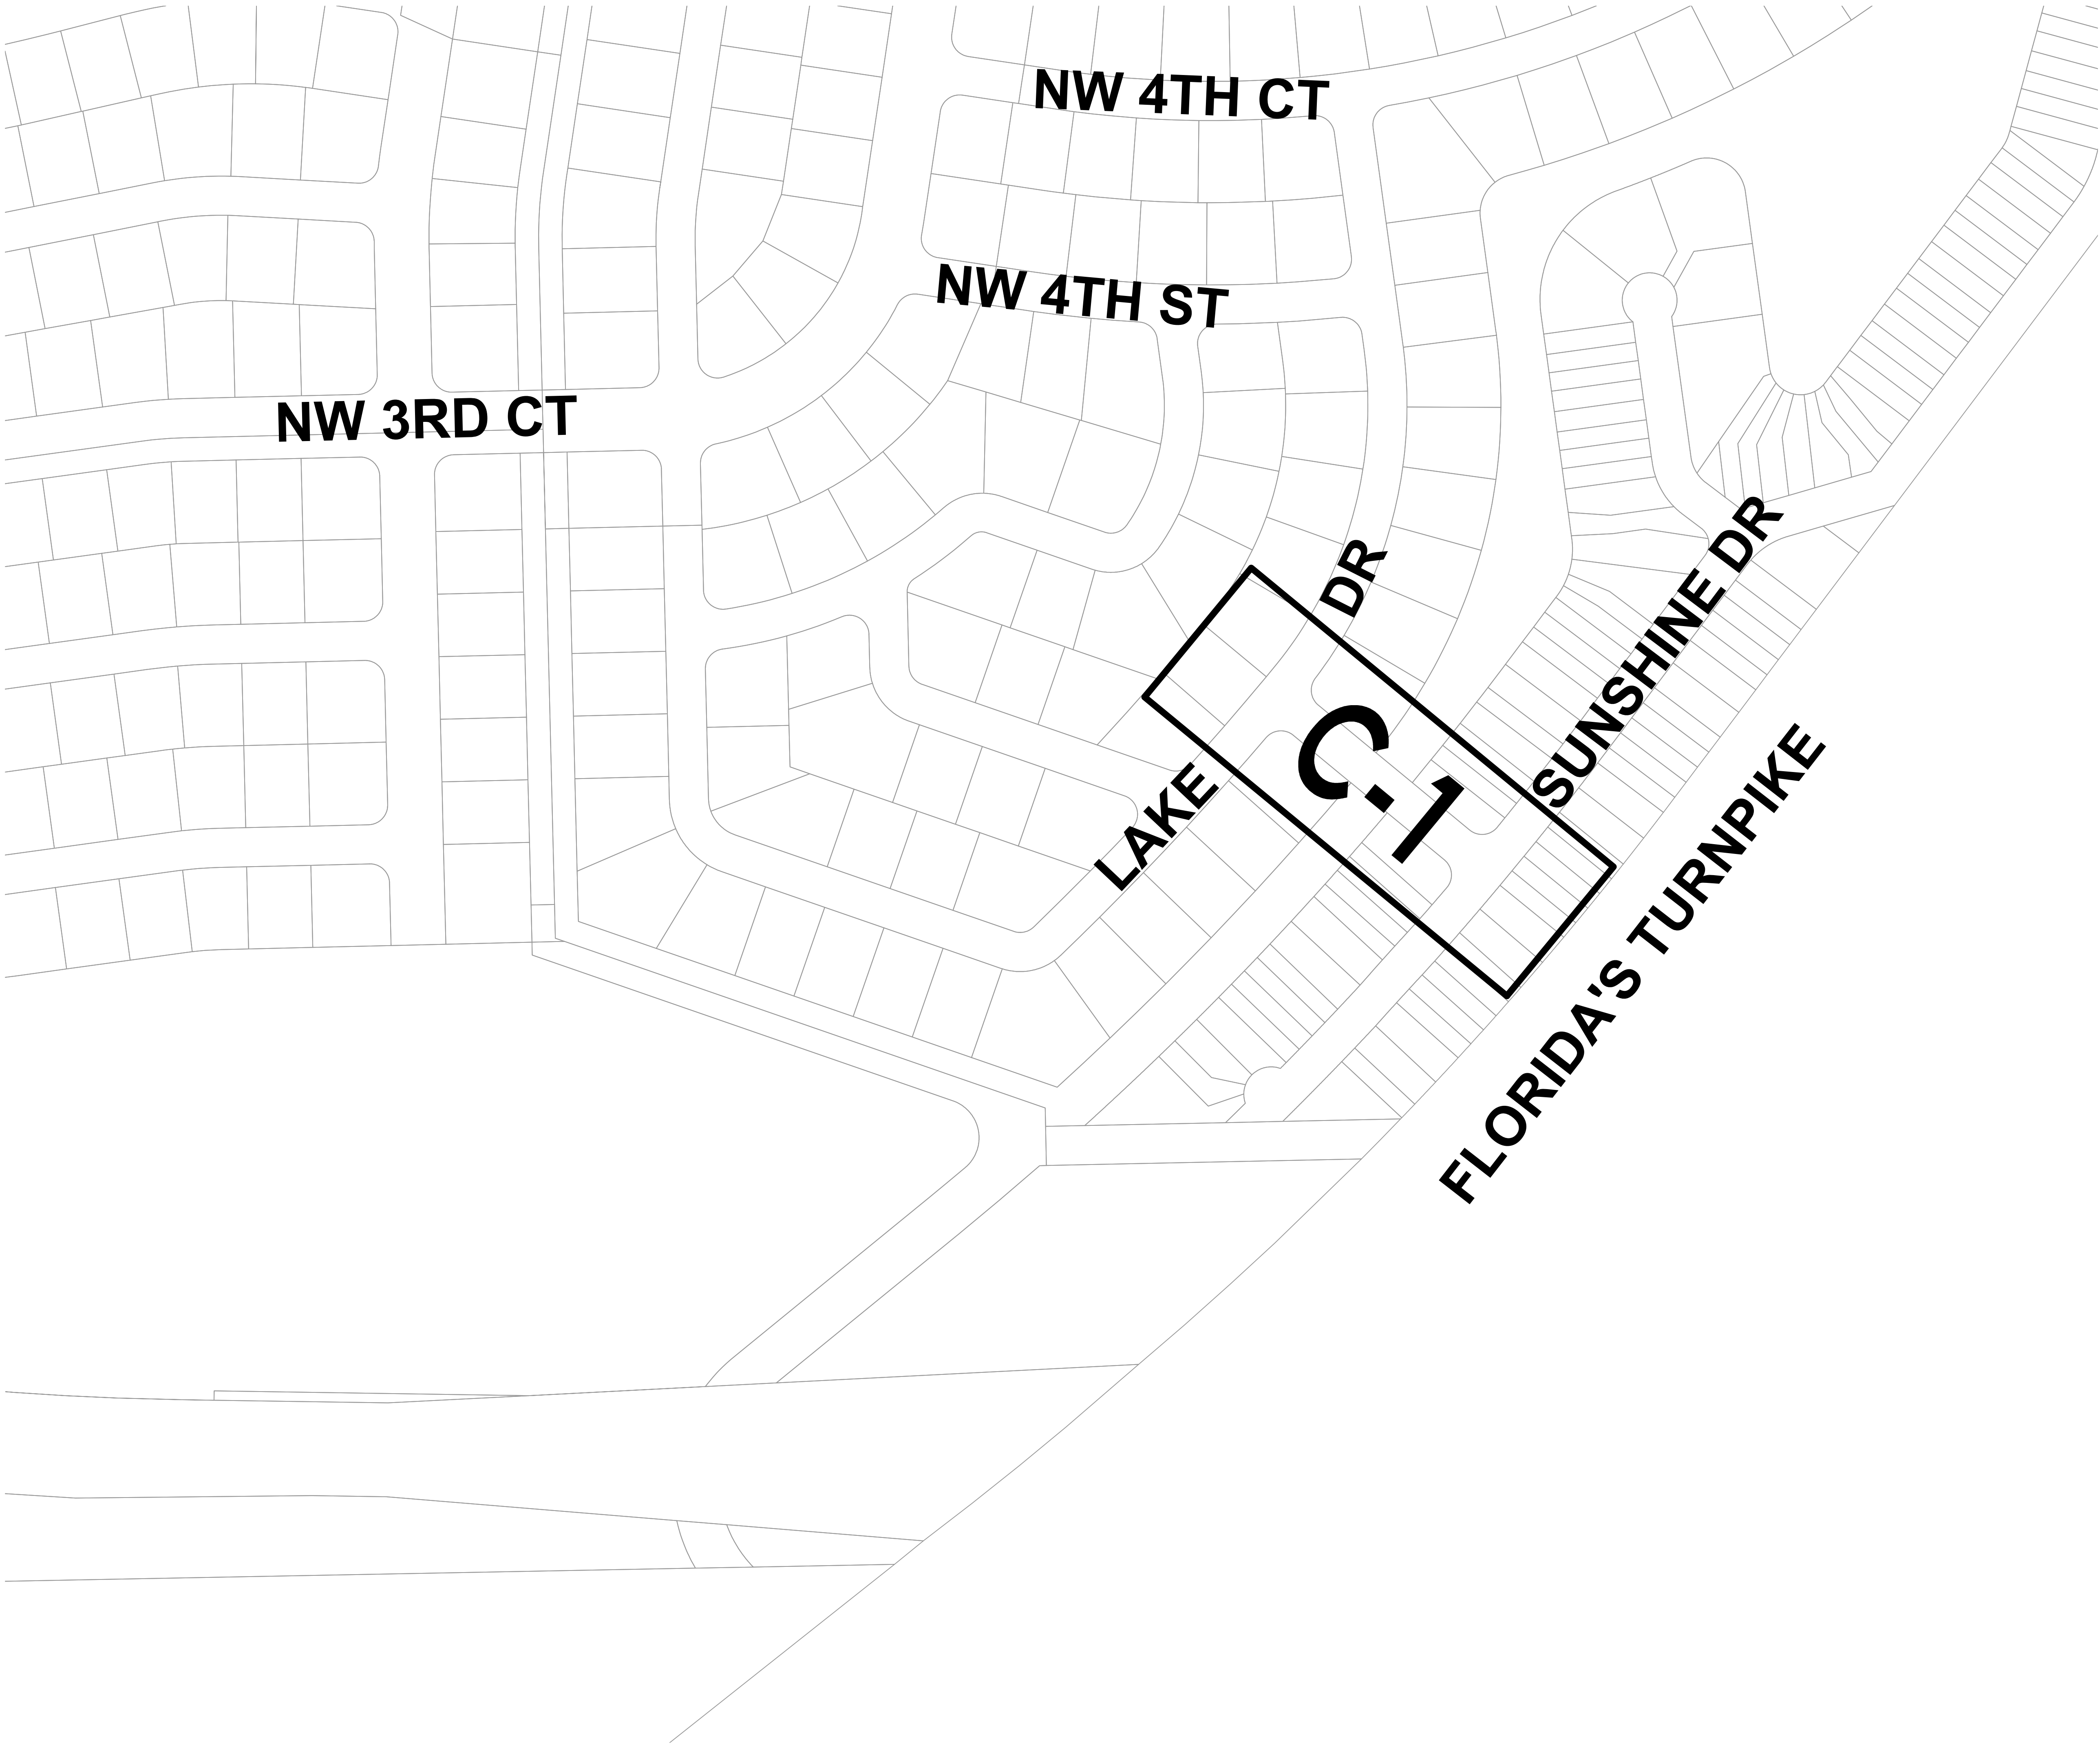 NW 4TH CT
NW 4TH ST
NW 3RD CT
LAKE DR
SUNSHINE DR
C-1
FLORIDA'S TURNPIKE